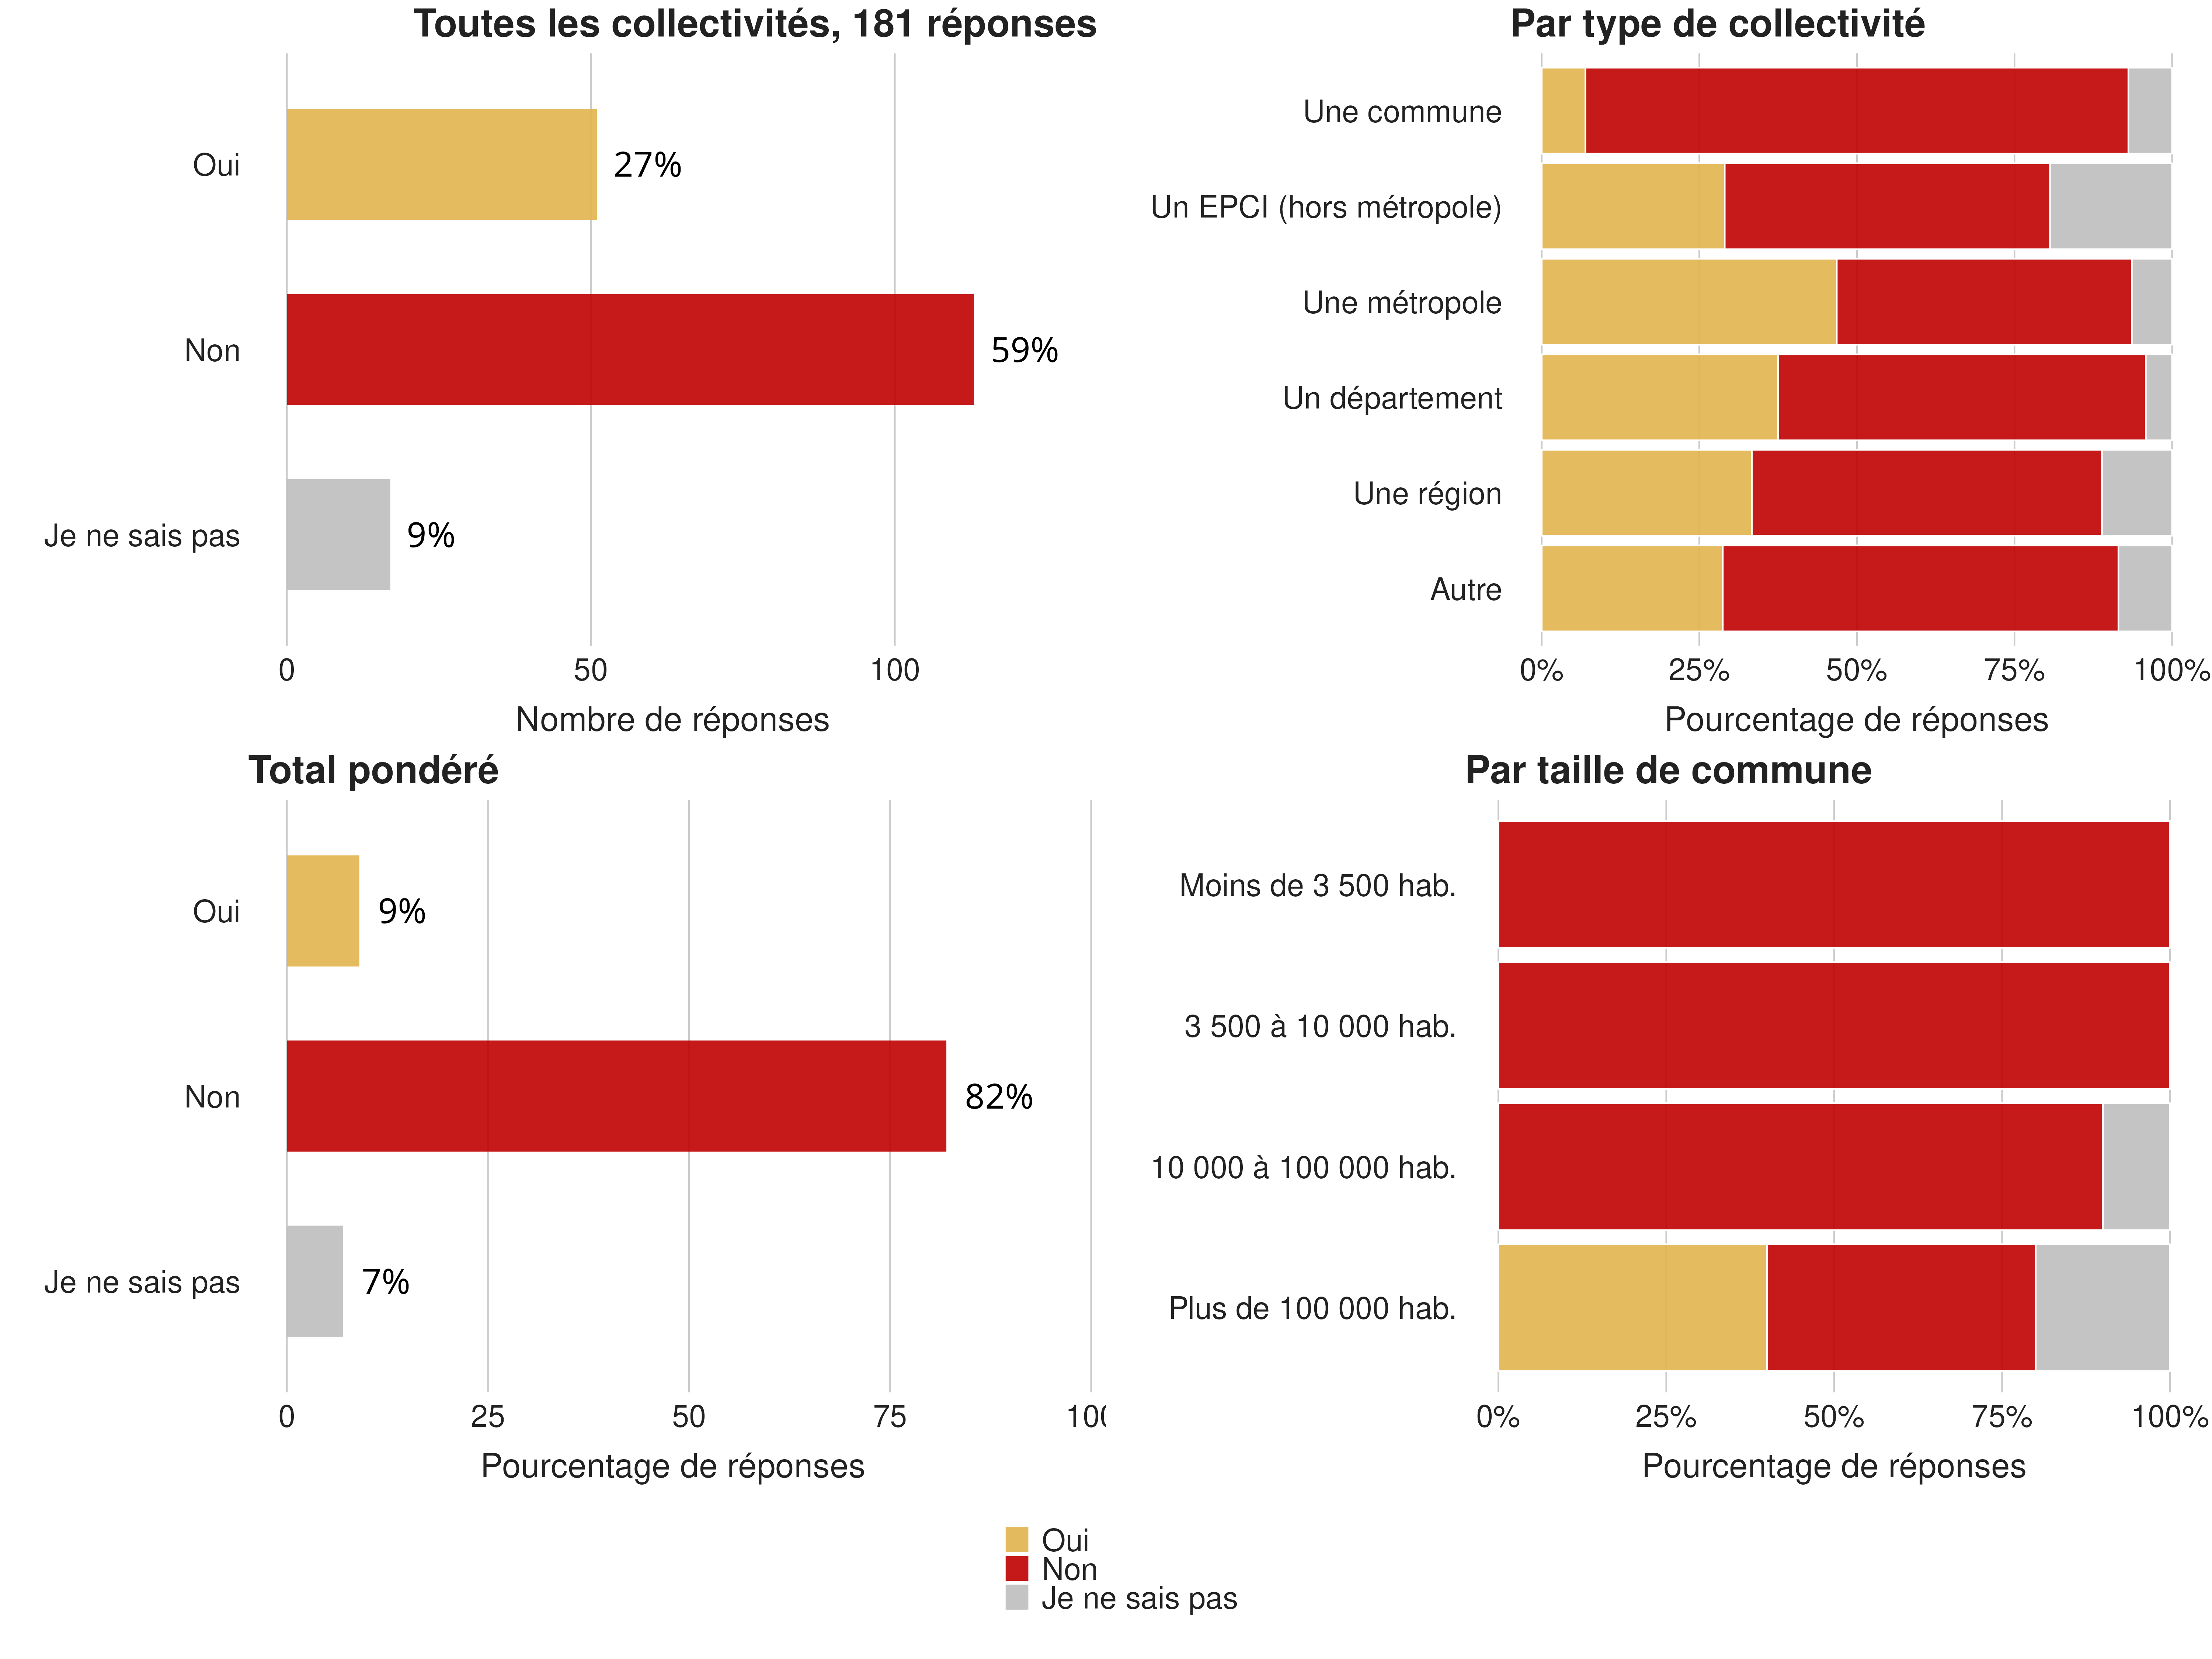 Toutes les collectivités, 181 réponses
Oui
27%
Non
59%
Je ne sais pas
9%
0 50 100
Nombre de réponses
Par type de collectivité
Une commune
Un EPCI (hors métropole)
Une métropole
Un département
Une région
Autre
0% 25% 50% 75% 100%
Pourcentage de réponses
Total pondéré
Oui
9%
Non
82%
Je ne sais pas
7%
0 25 50 75 10
Pourcentage de réponses
Par taille de commune
Moins de 3 500 hab.
3 500 à 10 000 hab.
10 000 à 100 000 hab.
Plus de 100 000 hab.
0% 25% 50% 75% 100%
Pourcentage de réponses
Oui
Non
Je ne sais pas